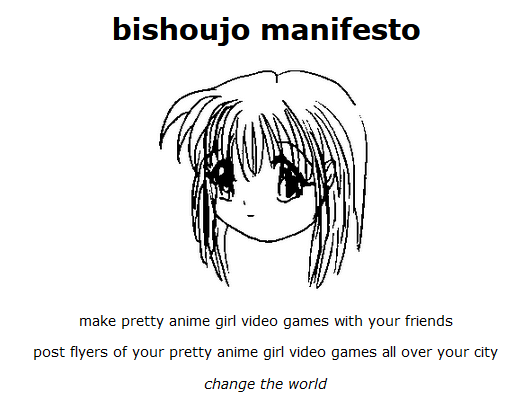 bishoujo manifesto
make pretty anime girl video games with your friends
post flyers of your pretty anime girl video games all over your city
change the world